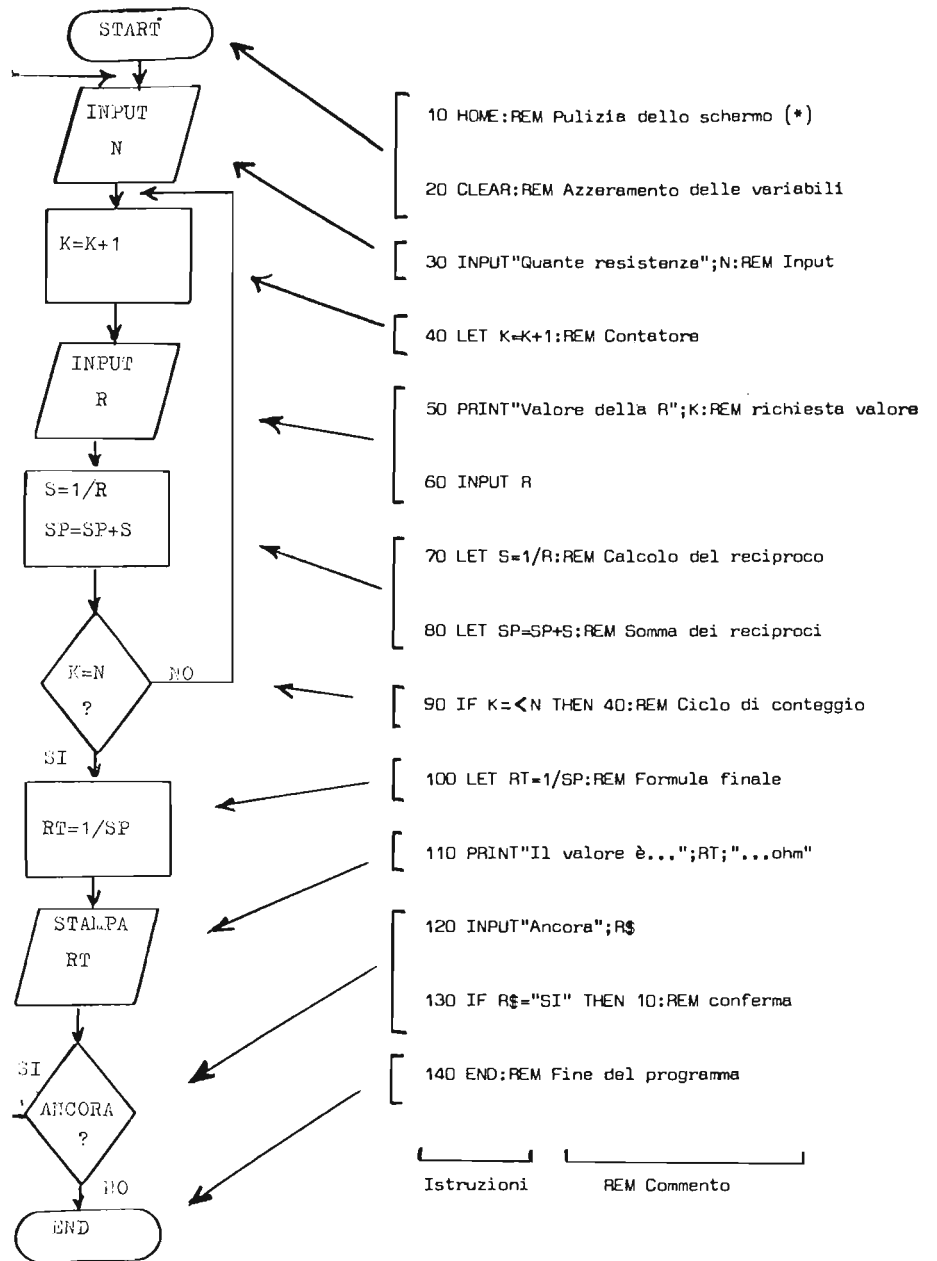 START
INPUT
N
K=K+1
INPUT
R
S=1/R
SP=SP+S
K=N
?
NO
SI
RT=1/SP
STAMPA
RT
SI
ANCORA
?
NO
END
10 HOME:REM Pulizia dello schermo (*)
20 CLEAR:REM Azzeramento delle variabili
30 INPUT"Quante resistenze";N:REM Input
40 LET K=K+1:REM Contatore
50 PRINT"Valore della R";K:REM richiesta valore
60 INPUT R
70 LET S=1/R:REM Calcolo del reciproco
80 LET SP=SP+S:REM Somma dei reciproci
90 IF K=<N THEN 40:REM Ciclo di conteggio
100 LET RT=1/SP:REM Formula finale
110 PRINT"Il valore è...";RT;"...ohm"
120 INPUT"Ancora";R$
130 IF R$="SI" THEN 10:REM conferma
140 END:REM Fine del programma
Istruzioni REM Commento